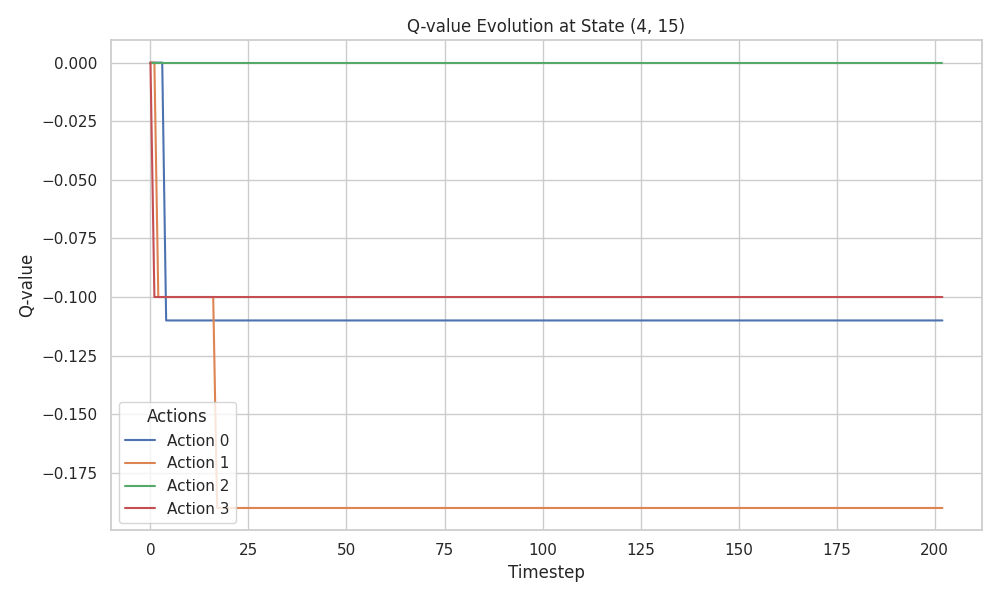 Q-value Evolution at State (4, 15)
Q-value
0.000
−0.025
−0.050
−0.075
−0.100
−0.125
−0.150
−0.175
Actions
Action 0
Action 1
Action 2
Action 3
0 25 50 75 100 125 150 175 200
Timestep